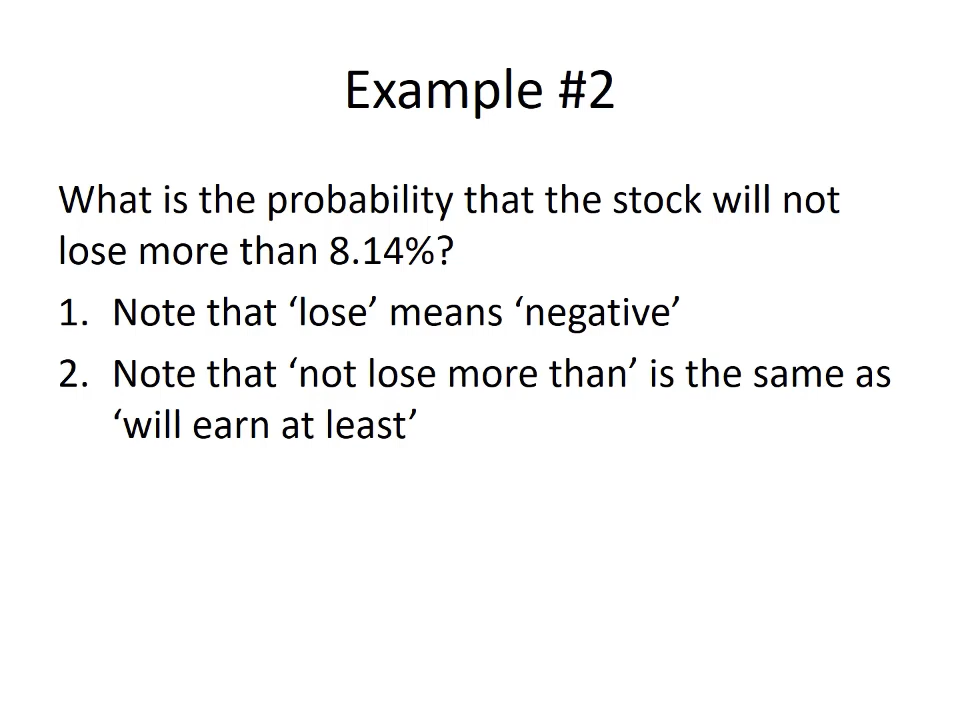 Example #2
What is the probability that the stock will not
lose more than 8.14%?
1. Note that ‘lose’ means ‘negative’
2. Note that ‘not lose more than’ is the same as
‘will earn at least’